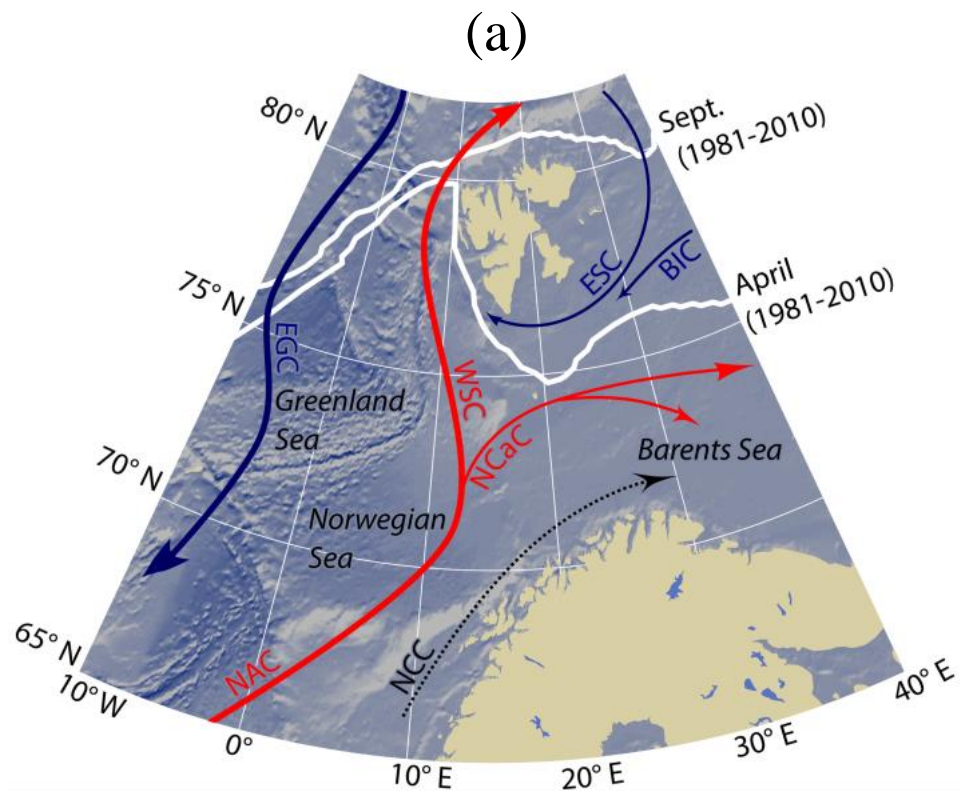 (a)
80° N
Sept.
(1981-2010)
75° N
ESC
BIC
April
(1981-2010)
EGC
WSC
Greenland
Sea
NCaC
Barents Sea
70° N
Norwegian
Sea
65° N
10° W
NAC
NCC
0°
10° E
20° E
30° E
40° E